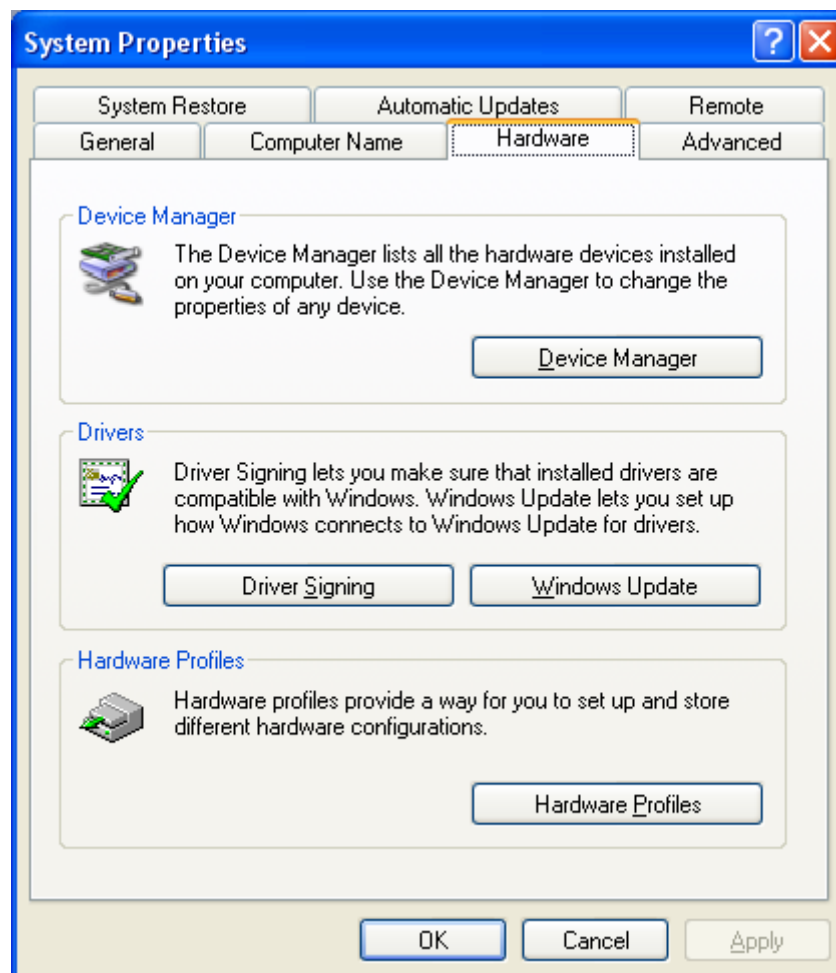 System Properties
System Restore
Automatic Updates
Remote
General
Computer Name
Hardware
Advanced
Device Manager
The Device Manager lists all the hardware devices installed
on your computer. Use the Device Manager to change the
properties of any device.
Device Manager
Drivers
Driver Signing lets you make sure that installed drivers are
compatible with Windows. Windows Update lets you set up
how Windows connects to Windows Update for drivers.
Driver Signing
Windows Update
Hardware Profiles
Hardware profiles provide a way for you to set up and store
different hardware configurations.
Hardware Profiles
OK
Cancel
Apply